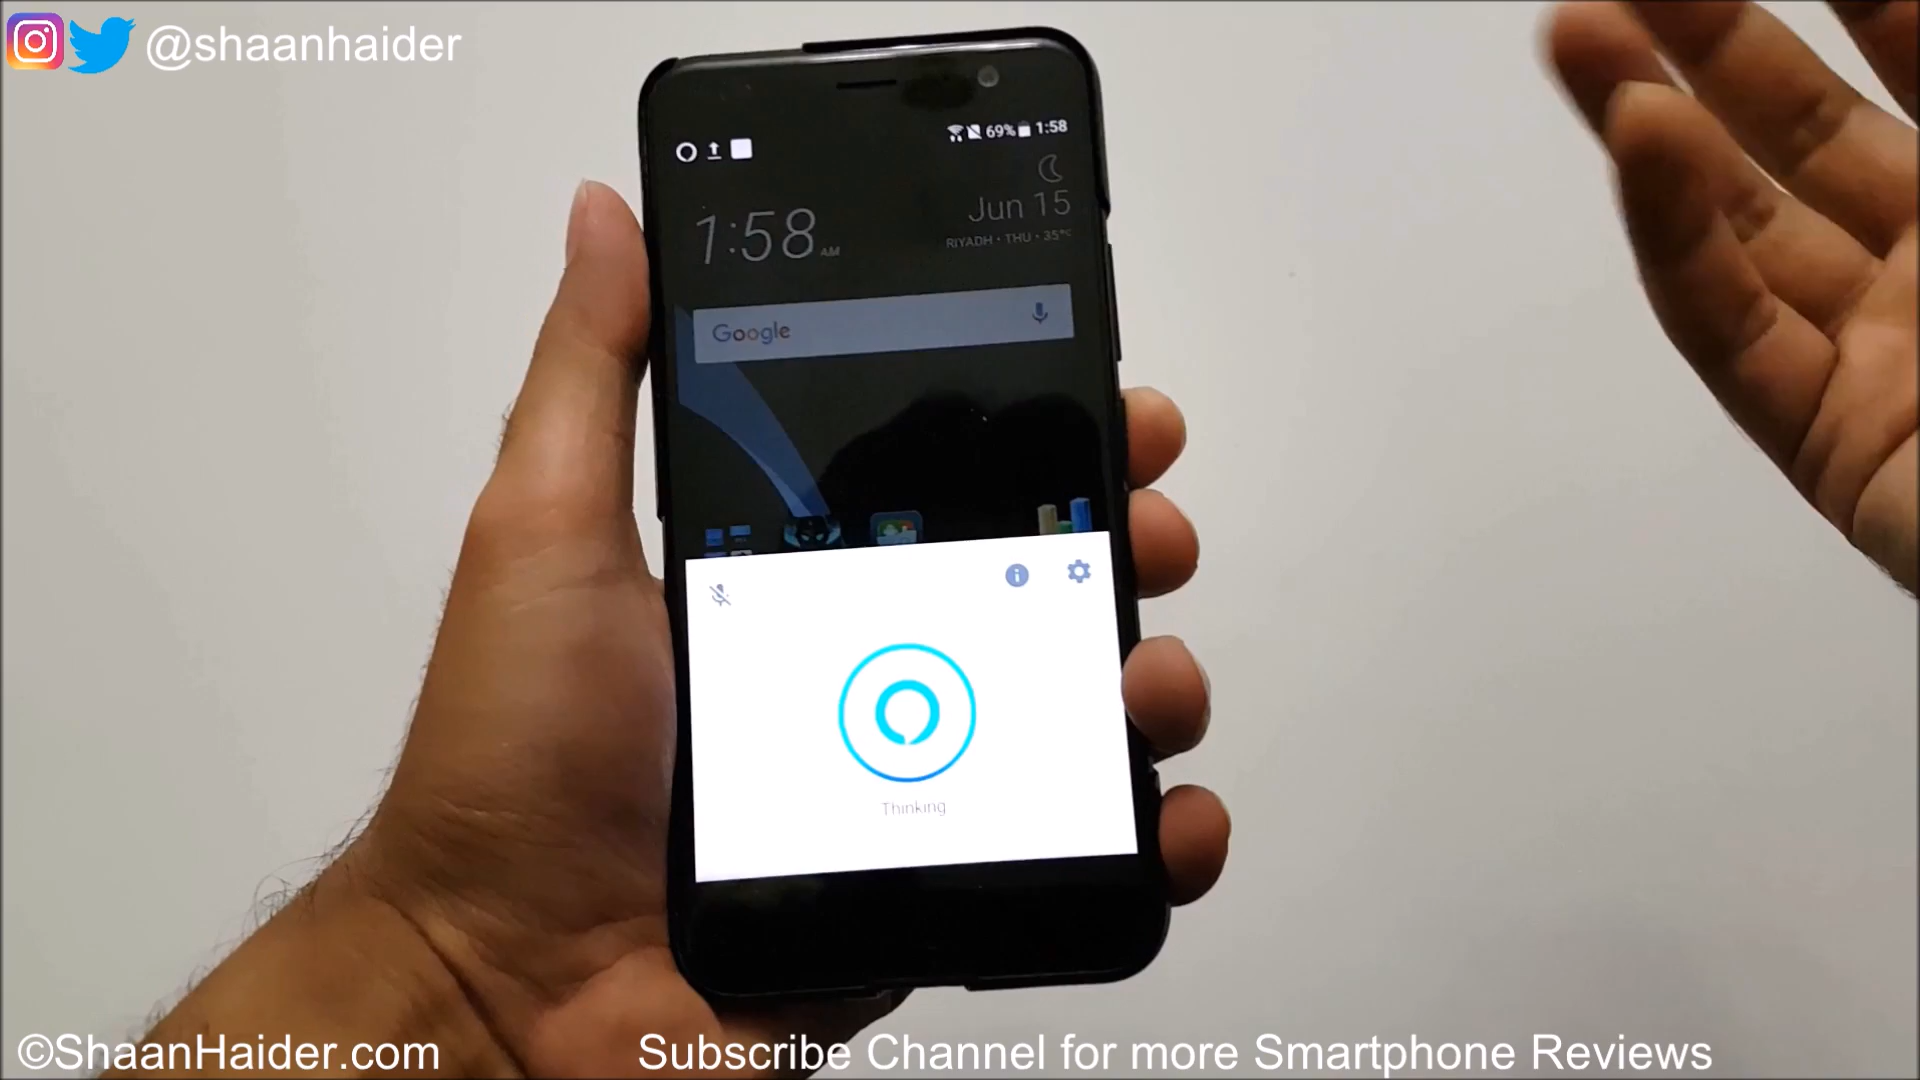 @shaanhaider
69% 1:58
1:58 AM
Jun 15
RIYADH • THU • 35°C
Google
Thinking
©ShaanHaider.com
Subscribe Channel for more Smartphone Reviews